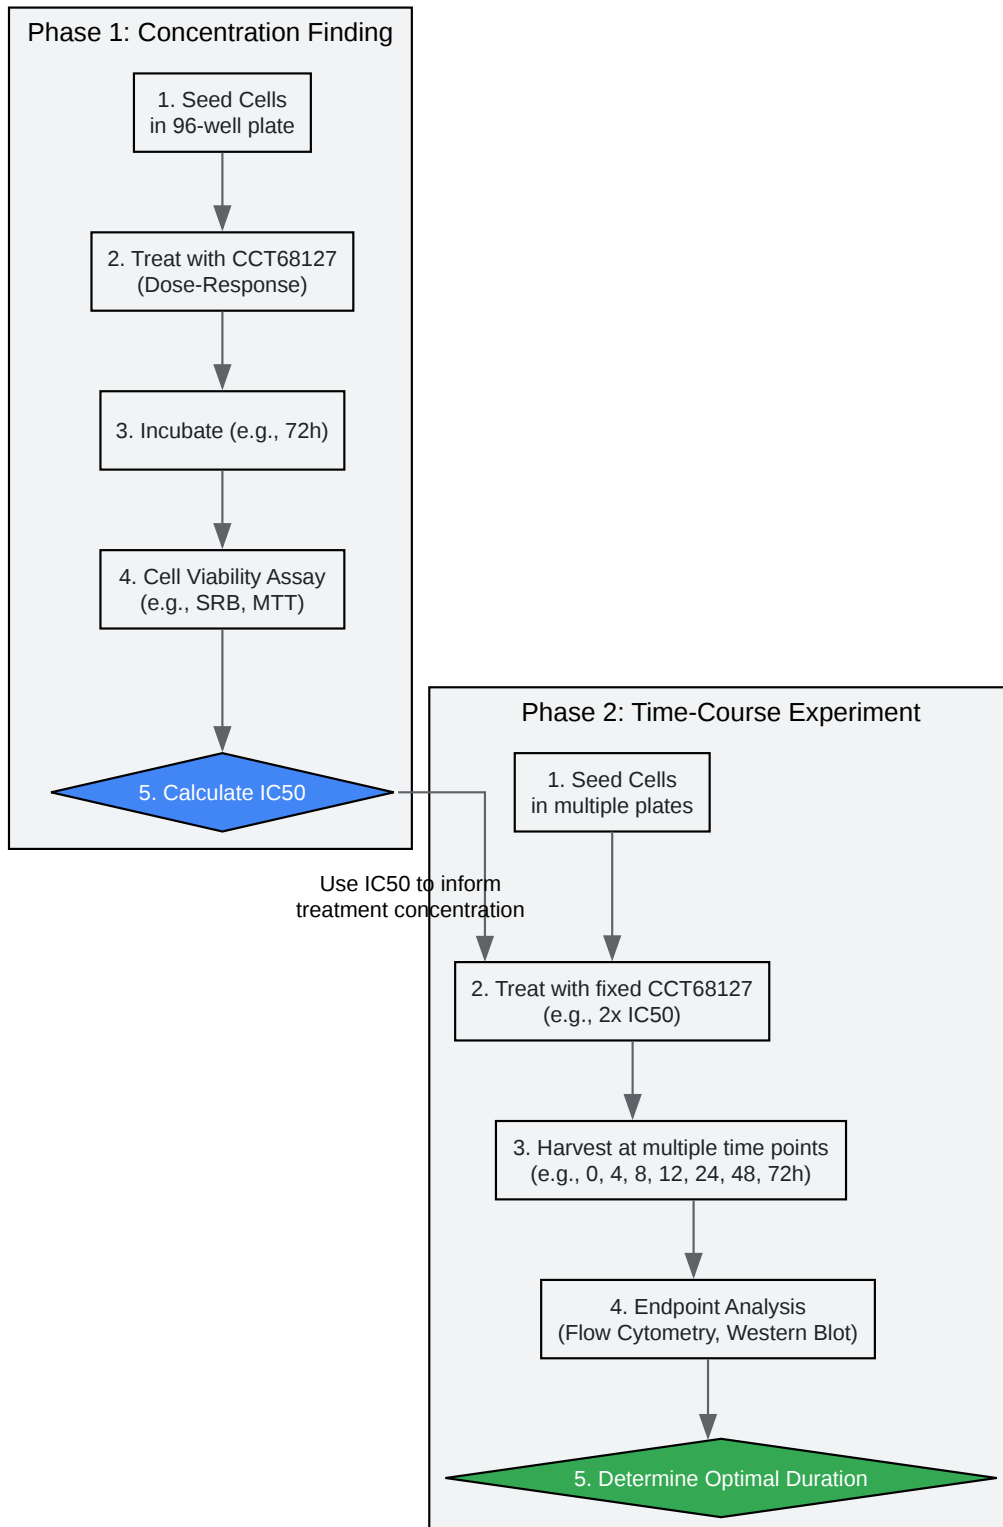 Phase 1: Concentration Finding
1. Seed Cells
in 96-well plate
2. Treat with CCT68127
(Dose-Response)
3. Incubate (e.g., 72h)
4. Cell Viability Assay
(e.g., SRB, MTT)
5. Calculate IC50
Use IC50 to inform
treatment concentration
Phase 2: Time-Course Experiment
1. Seed Cells
in multiple plates
2. Treat with fixed CCT68127
(e.g., 2x IC50)
3. Harvest at multiple time points
(e.g., 0, 4, 8, 12, 24, 48, 72h)
4. Endpoint Analysis
(Flow Cytometry, Western Blot)
5. Determine Optimal Duration